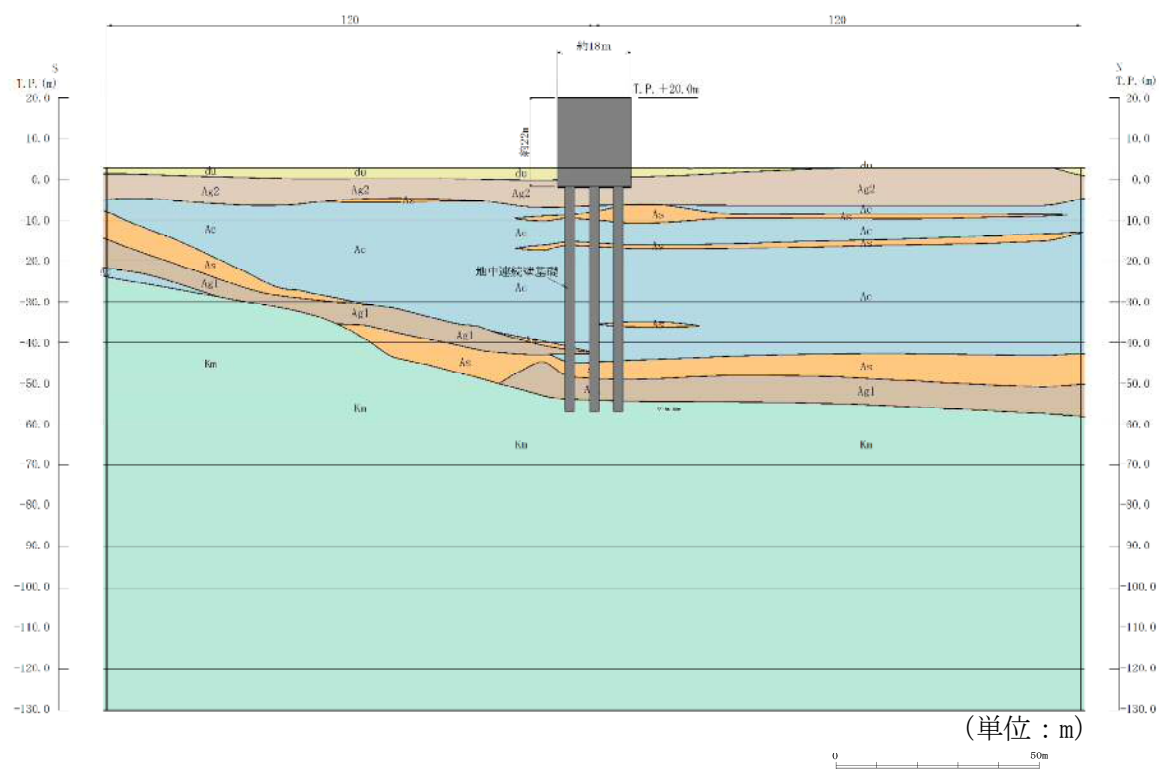 120 120
約18m
S
T.P.(m)
N
T.P.(m)
T.P.+20.0m
約22m
20.0 20.0
10.0 10.0
0.0 0.0
-10.0 -10.0
-20.0 -20.0
-30.0 -30.0
-40.0 -40.0
-50.0 -50.0
-60.0 -60.0
-70.0 -70.0
-80.0 -80.0
-90.0 -90.0
-100.0 -100.0
-110.0 -110.0
-120.0 -120.0
-130.0 -130.0
du du du du
Ag2 Ag2 Ag2 Ag2
As
Ac Ac Ac
As As
Ac
As
Ac
As
地中連続壁基礎
Ac Ac
Ag1
As
Ag1
Ag1
As As
Ag1
Km Km Km Km
(単位:m)
0 50m